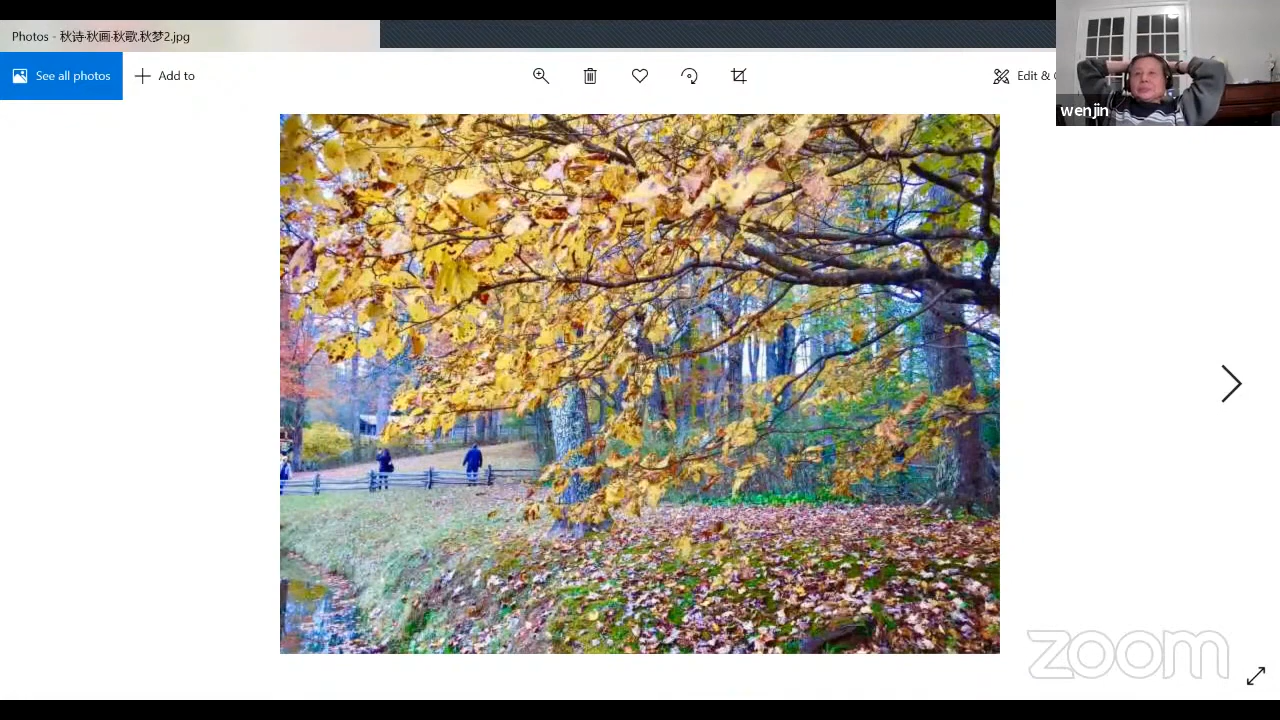 Photos - 秋诗·秋画·秋歌.秋梦2.jpg
See all photos
Add to
Edit &
wenjin
zoom